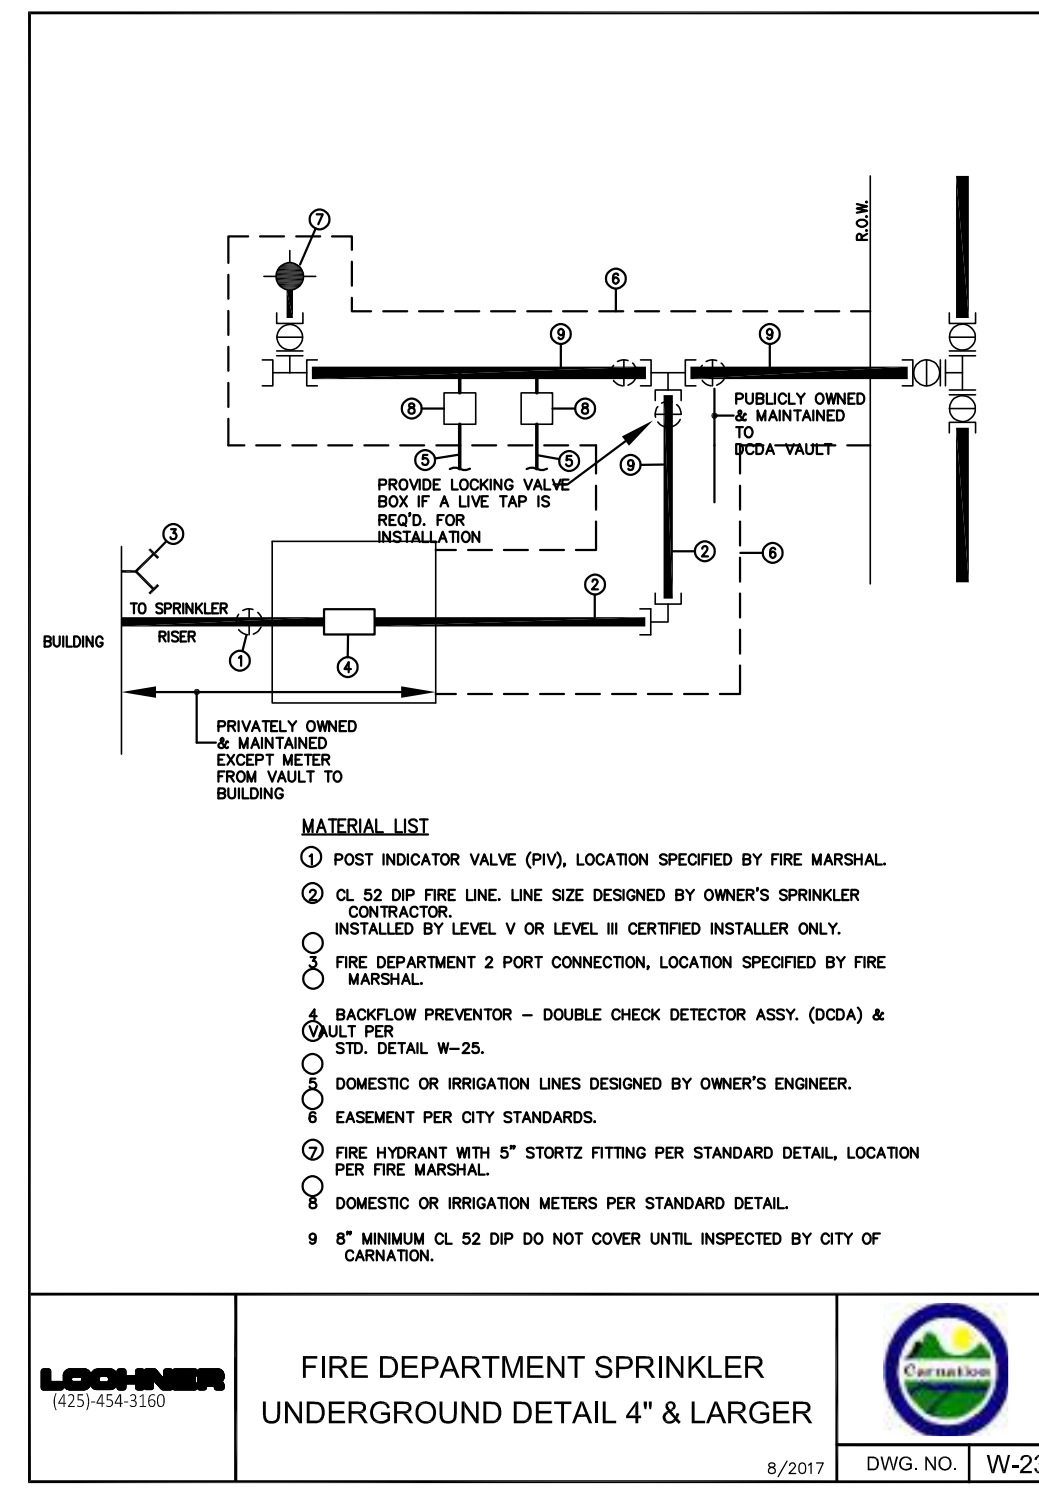 7
R.O.W.
6
9
9
PUBLICLY OWNED
& MAINTAINED
TO
DCDA VAULT
8
8
5
5
9
PROVIDE LOCKING VALVE
BOX IF A LIVE TAP IS
REQ'D. FOR
INSTALLATION
3
2
6
2
TO SPRINKLER
RISER
BUILDING
1
4
PRIVATELY OWNED
& MAINTAINED
EXCEPT METER
FROM VAULT TO
BUILDING
MATERIAL LIST
1 POST INDICATOR VALVE (PIV), LOCATION SPECIFIED BY FIRE MARSHAL.
2 CL 52 DIP FIRE LINE. LINE SIZE DESIGNED BY OWNER'S SPRINKLER
CONTRACTOR.
INSTALLED BY LEVEL V OR LEVEL III CERTIFIED INSTALLER ONLY.
3 FIRE DEPARTMENT 2 PORT CONNECTION, LOCATION SPECIFIED BY FIRE
MARSHAL.
4 BACKFLOW PREVENTOR – DOUBLE CHECK DETECTOR ASSY. (DCDA) &
VAULT PER
STD. DETAIL W–25.
5 DOMESTIC OR IRRIGATION LINES DESIGNED BY OWNER'S ENGINEER.
6 EASEMENT PER CITY STANDARDS.
7 FIRE HYDRANT WITH 5" STORTZ FITTING PER STANDARD DETAIL, LOCATION
PER FIRE MARSHAL.
8 DOMESTIC OR IRRIGATION METERS PER STANDARD DETAIL.
9 8" MINIMUM CL 52 DIP DO NOT COVER UNTIL INSPECTED BY CITY OF
CARNATION.
LOCHNER
(425)-454-3160
FIRE DEPARTMENT SPRINKLER
UNDERGROUND DETAIL 4" & LARGER
8/2017
Carnation
DWG. NO.
W-23